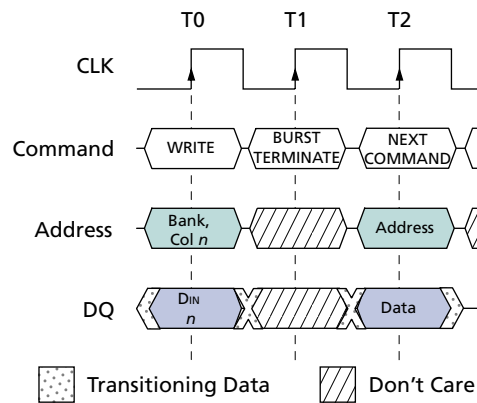 T0 T1 T2
CLK
Command WRITE BURST TERMINATE NEXT COMMAND
Address Bank, Col n Address
DQ DIN n Data
Transitioning Data Don't Care